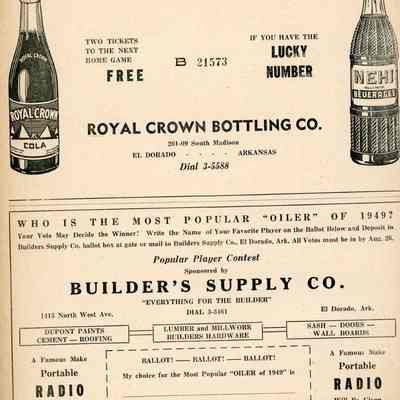 TWO TICKETS
TO THE NEXT
HOME GAME
FREE
B 21573
IF YOU HAVE THE
LUCKY
NUMBER
ROYAL CROWN
ROYAL CROWN
COLA
NEHI
BEVERAGES
ROYAL CROWN BOTTLING CO.
201-09 South Madison
EL DORADO - - - - ARKANSAS
Dial 3-5588
WHO IS THE MOST POPULAR "OILER" OF 1949?
Your Vote May Decide the Winner! Write the Name of Your Favorite Player on the Ballot Below and Deposit in
Builders Supply Co. ballot box at gate or mail to Builders Supply Co., El Dorado, Ark. All Votes must be in by Aug. 26.
Popular Player Contest
Sponsored by
BUILDER'S SUPPLY CO.
"EVERYTHING FOR THE BUILDER"
1415 North West Ave. DIAL 3-5461 El Dorado, Ark.
DUPONT PAINTS
CEMENT — ROOFING
LUMBER and MILLWORK
BUILDERS HARDWARE
SASH — DOORS —
WALL BOARDS
A Famous Make
Portable
RADIO
BALLOT! —— BALLOT! —— BALLOT!
My choice for the Most Popular "OILER of 1949" is
A Famous Make
Portable
RADIO
Will Be Given